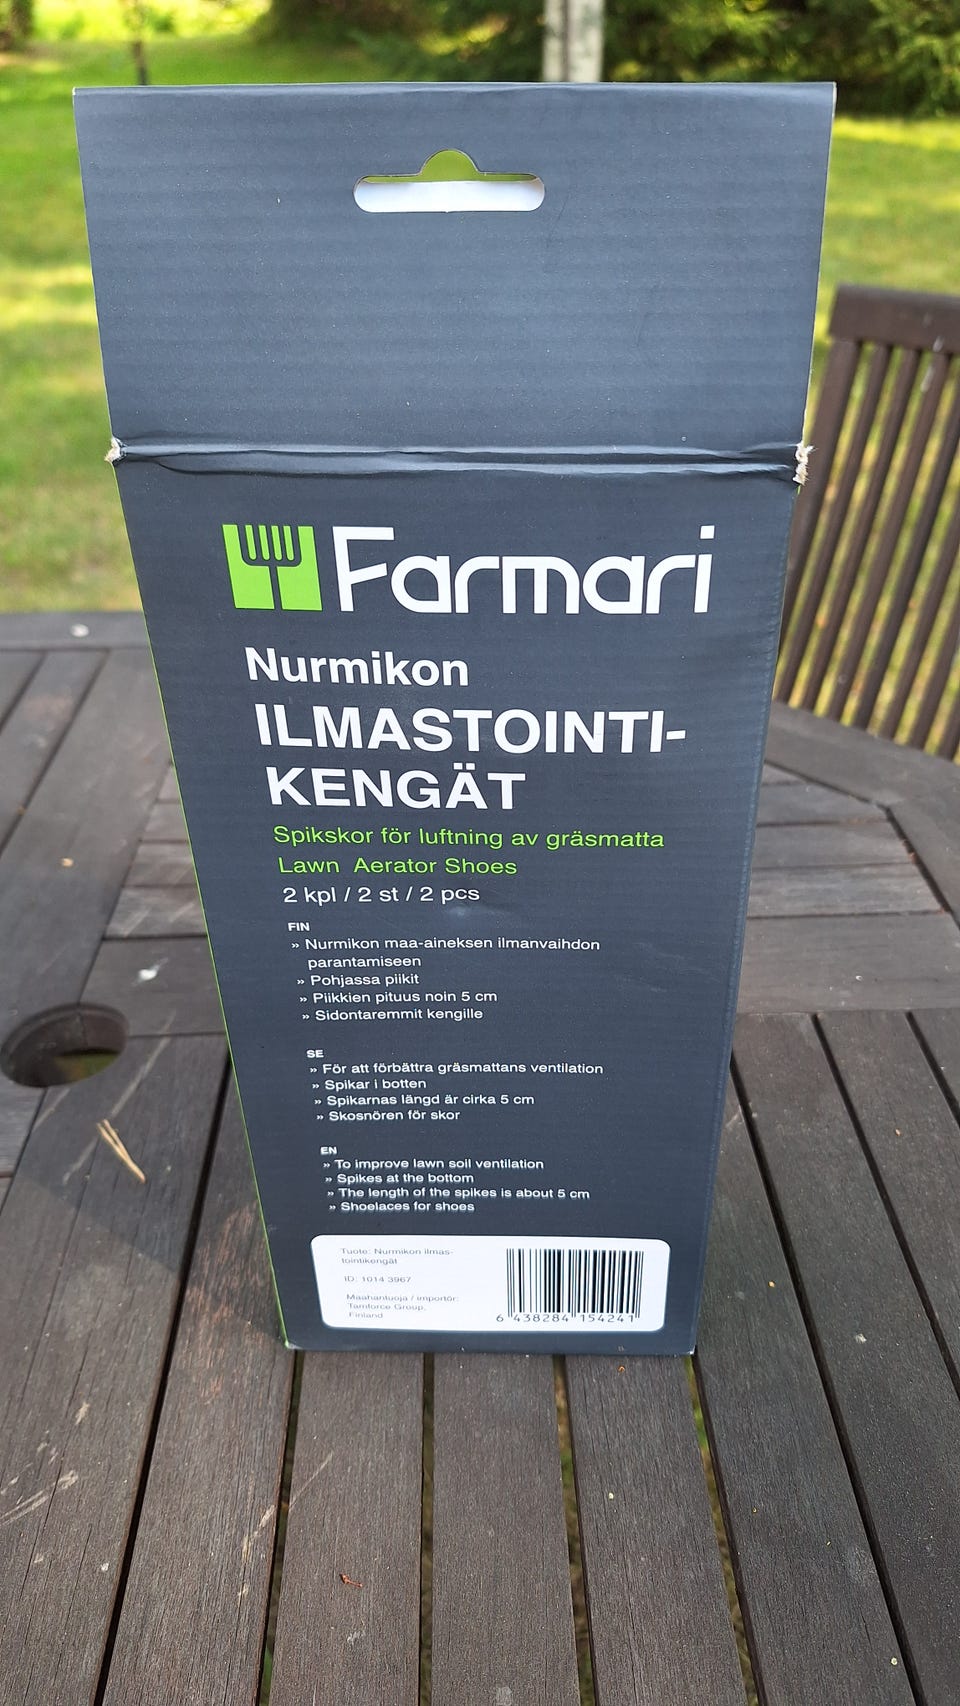 Farmari
Nurmikon
ILMASTOINTI-
KENGÄT
Spikskor för luftning av gräsmatta
Lawn Aerator Shoes
2 kpl / 2 st / 2 pcs
FIN
» Nurmikon maa-aineksen ilmanvaihdon
parantamiseen
» Pohjassa piikit
» Piikkien pituus noin 5 cm
» Sidontaremmit kengille
SE
» För att förbättra gräsmattans ventilation
» Spikar i botten
» Spikarnas längd är cirka 5 cm
» Skosnören för skor
EN
» To improve lawn soil ventilation
» Spikes at the bottom
» The length of the spikes is about 5 cm
» Shoelaces for shoes
Tuote: Nurmikon ilmas-
tointikengät
ID: 1014 3967
Maahantuoja / importör:
Tamforce Group,
Finland
6 438284 154241